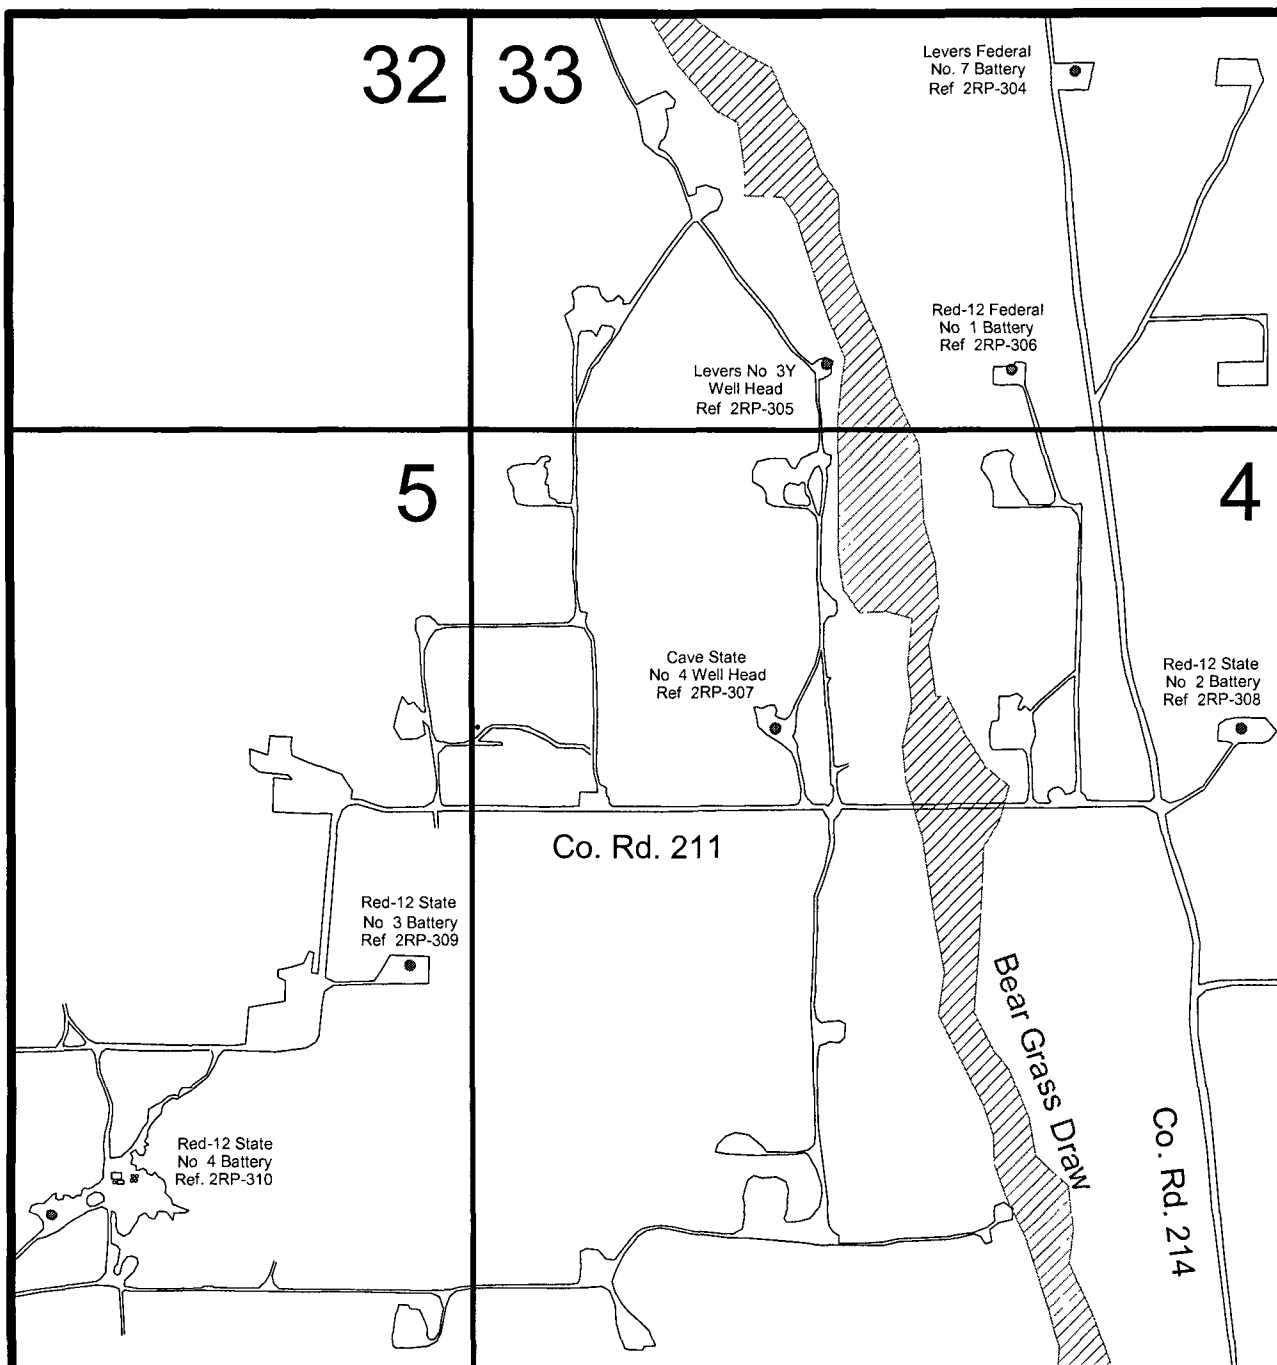 32
33
Levers Federal
No. 7 Battery
Ref 2RP-304
Red-12 Federal
No 1 Battery
Ref 2RP-306
Levers No 3Y
Well Head
Ref 2RP-305
5
4
Cave State
No 4 Well Head
Ref 2RP-307
Red-12 State
No 2 Battery
Ref 2RP-308
Co. Rd. 211
Red-12 State
No 3 Battery
Ref 2RP-309
Bear Grass Draw
Co. Rd. 214
Red-12 State
No 4 Battery
Ref. 2RP-310